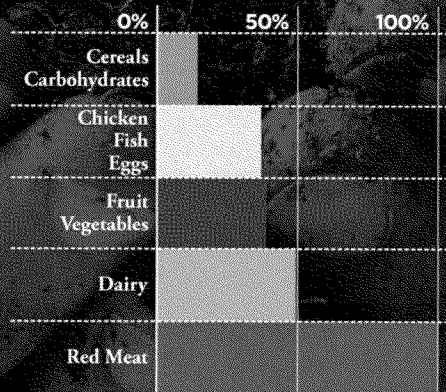 0% 50% 100%
Cereals
Carbohydrates
Chicken
Fish
Eggs
Fruit
Vegetables
Dairy
Red Meat